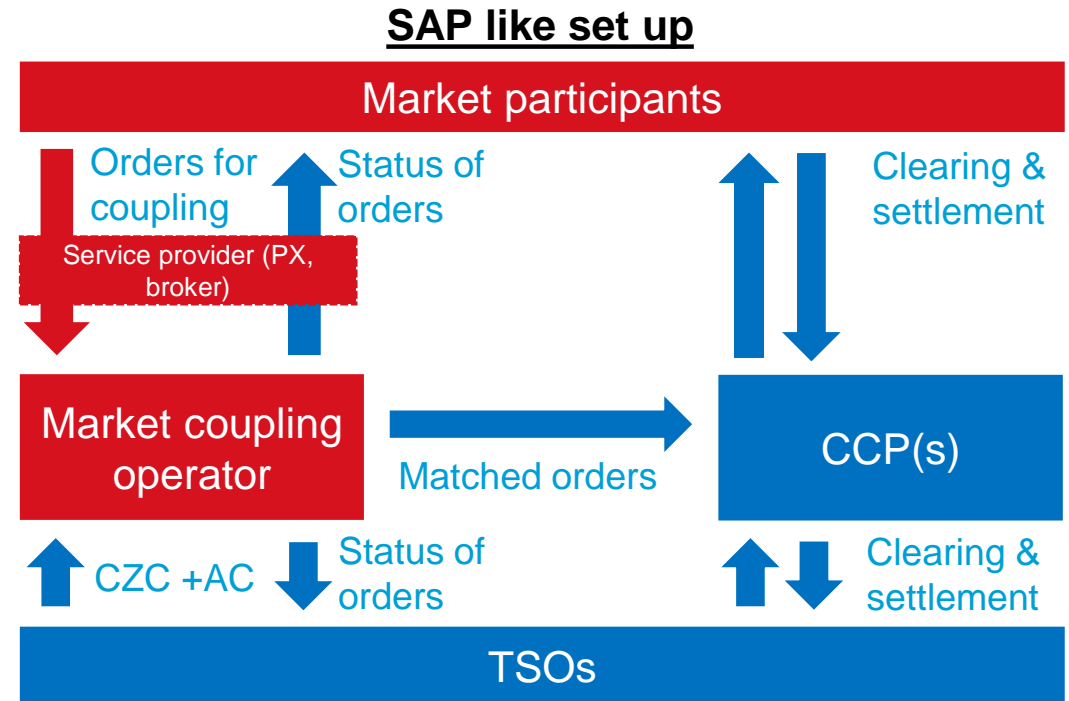 SAP like set up
Market participants
Orders for
coupling
Status of
orders
Clearing &
settlement
Service provider (PX,
broker)
Market coupling
operator
Matched orders
CCP(s)
CZC +AC
Status of
orders
Clearing &
settlement
TSOs